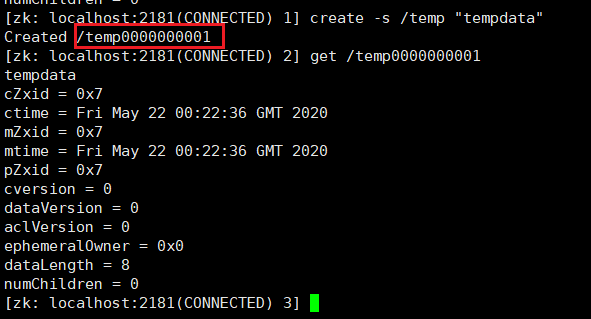 numChildren = 0
[zk: localhost:2181(CONNECTED) 1] create -s /temp "tempdata"
Created /temp0000000001
[zk: localhost:2181(CONNECTED) 2] get /temp0000000001
tempdata
cZxid = 0x7
ctime = Fri May 22 00:22:36 GMT 2020
mZxid = 0x7
mtime = Fri May 22 00:22:36 GMT 2020
pZxid = 0x7
cversion = 0
dataVersion = 0
aclVersion = 0
ephemeralOwner = 0x0
dataLength = 8
numChildren = 0
[zk: localhost:2181(CONNECTED) 3]